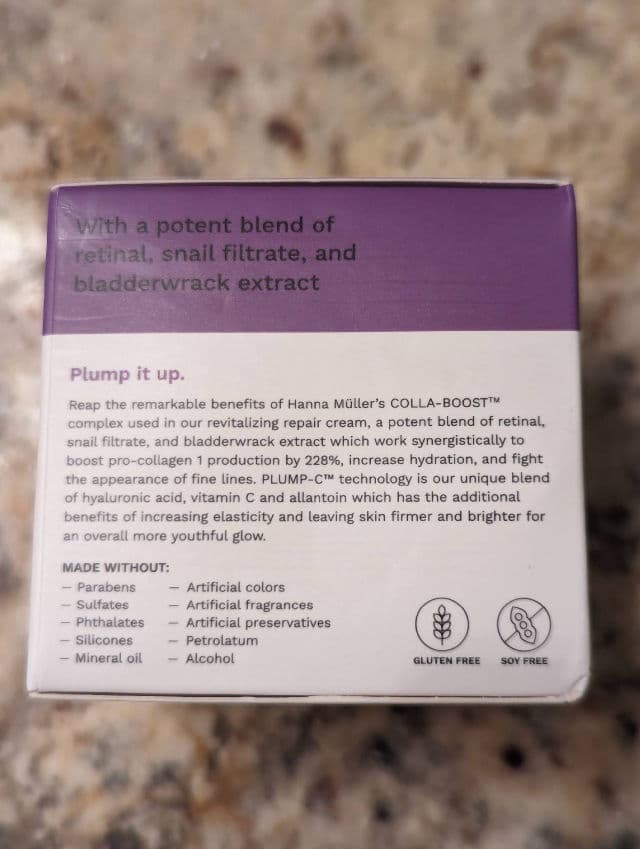 With a potent blend of
retinal, snail filtrate, and
bladderwrack extract
Plump it up.
Reap the remarkable benefits of Hanna Müller's COLLA-BOOST™
complex used in our revitalizing repair cream, a potent blend of retinal,
snail filtrate, and bladderwrack extract which work synergistically to
boost pro-collagen 1 production by 228%, increase hydration, and fight
the appearance of fine lines. PLUMP-C™ technology is our unique blend
of hyaluronic acid, vitamin C and allantoin which has the additional
benefits of increasing elasticity and leaving skin firmer and brighter for
an overall more youthful glow.
MADE WITHOUT:
— Parabens
— Sulfates
— Phthalates
— Silicones
— Mineral oil
— Artificial colors
— Artificial fragrances
— Artificial preservatives
— Petrolatum
— Alcohol
GLUTEN FREE
SOY FREE